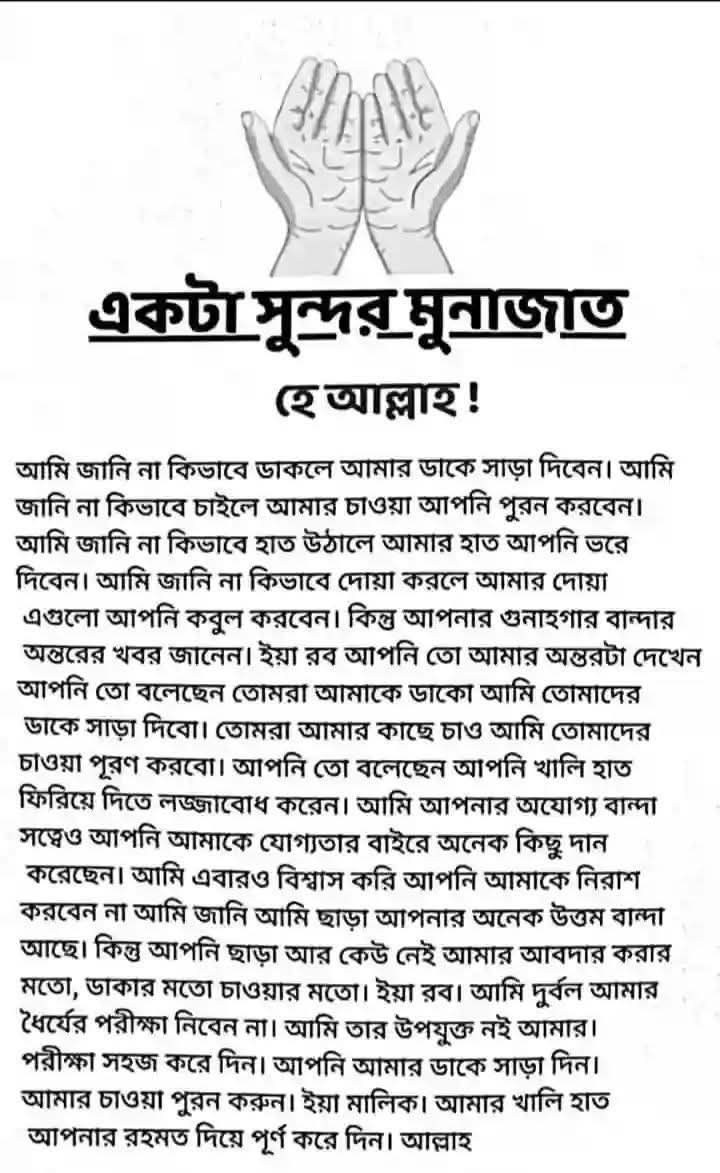 একটা সুন্দর মুনাজাত
হে আল্লাহ !
আমি জানি না কিভাবে ডাকলে আমার ডাকে সাড়া দিবেন। আমি
জানি না কিভাবে চাইলে আমার চাওয়া আপনি পুরন করবেন।
আমি জানি না কিভাবে হাত উঠালে আমার হাত আপনি ভরে
দিবেন। আমি জানি না কিভাবে দোয়া করলে আমার দোয়া
এগুলো আপনি কবুল করবেন। কিন্তু আপনার গুনাহগার বান্দার
অন্তরের খবর জানেন। ইয়া রব আপনি তো আমার অন্তরটা দেখেন
আপনি তো বলেছেন তোমরা আমাকে ডাকো আমি তোমাদের
ডাকে সাড়া দিবো। তোমরা আমার কাছে চাও আমি তোমাদের
চাওয়া পূরণ করবো। আপনি তো বলেছেন আপনি খালি হাত
ফিরিয়ে দিতে লজ্জাবোধ করেন। আমি আপনার অযোগ্য বান্দা
সত্বেও আপনি আমাকে যোগ্যতার বাইরে অনেক কিছু দান
করেছেন। আমি এবারও বিশ্বাস করি আপনি আমাকে নিরাশ
করবেন না আমি জানি আমি ছাড়া আপনার অনেক উত্তম বান্দা
আছে। কিন্তু আপনি ছাড়া আর কেউ নেই আমার আবদার করার
মতো, ডাকার মতো চাওয়ার মতো। ইয়া রব। আমি দুর্বল আমার
ধৈর্যের পরীক্ষা নিবেন না। আমি তার উপযুক্ত নই আমার।
পরীক্ষা সহজ করে দিন। আপনি আমার ডাকে সাড়া দিন।
আমার চাওয়া পুরন করুন। ইয়া মালিক। আমার খালি হাত
আপনার রহমত দিয়ে পূর্ণ করে দিন। আল্লাহ